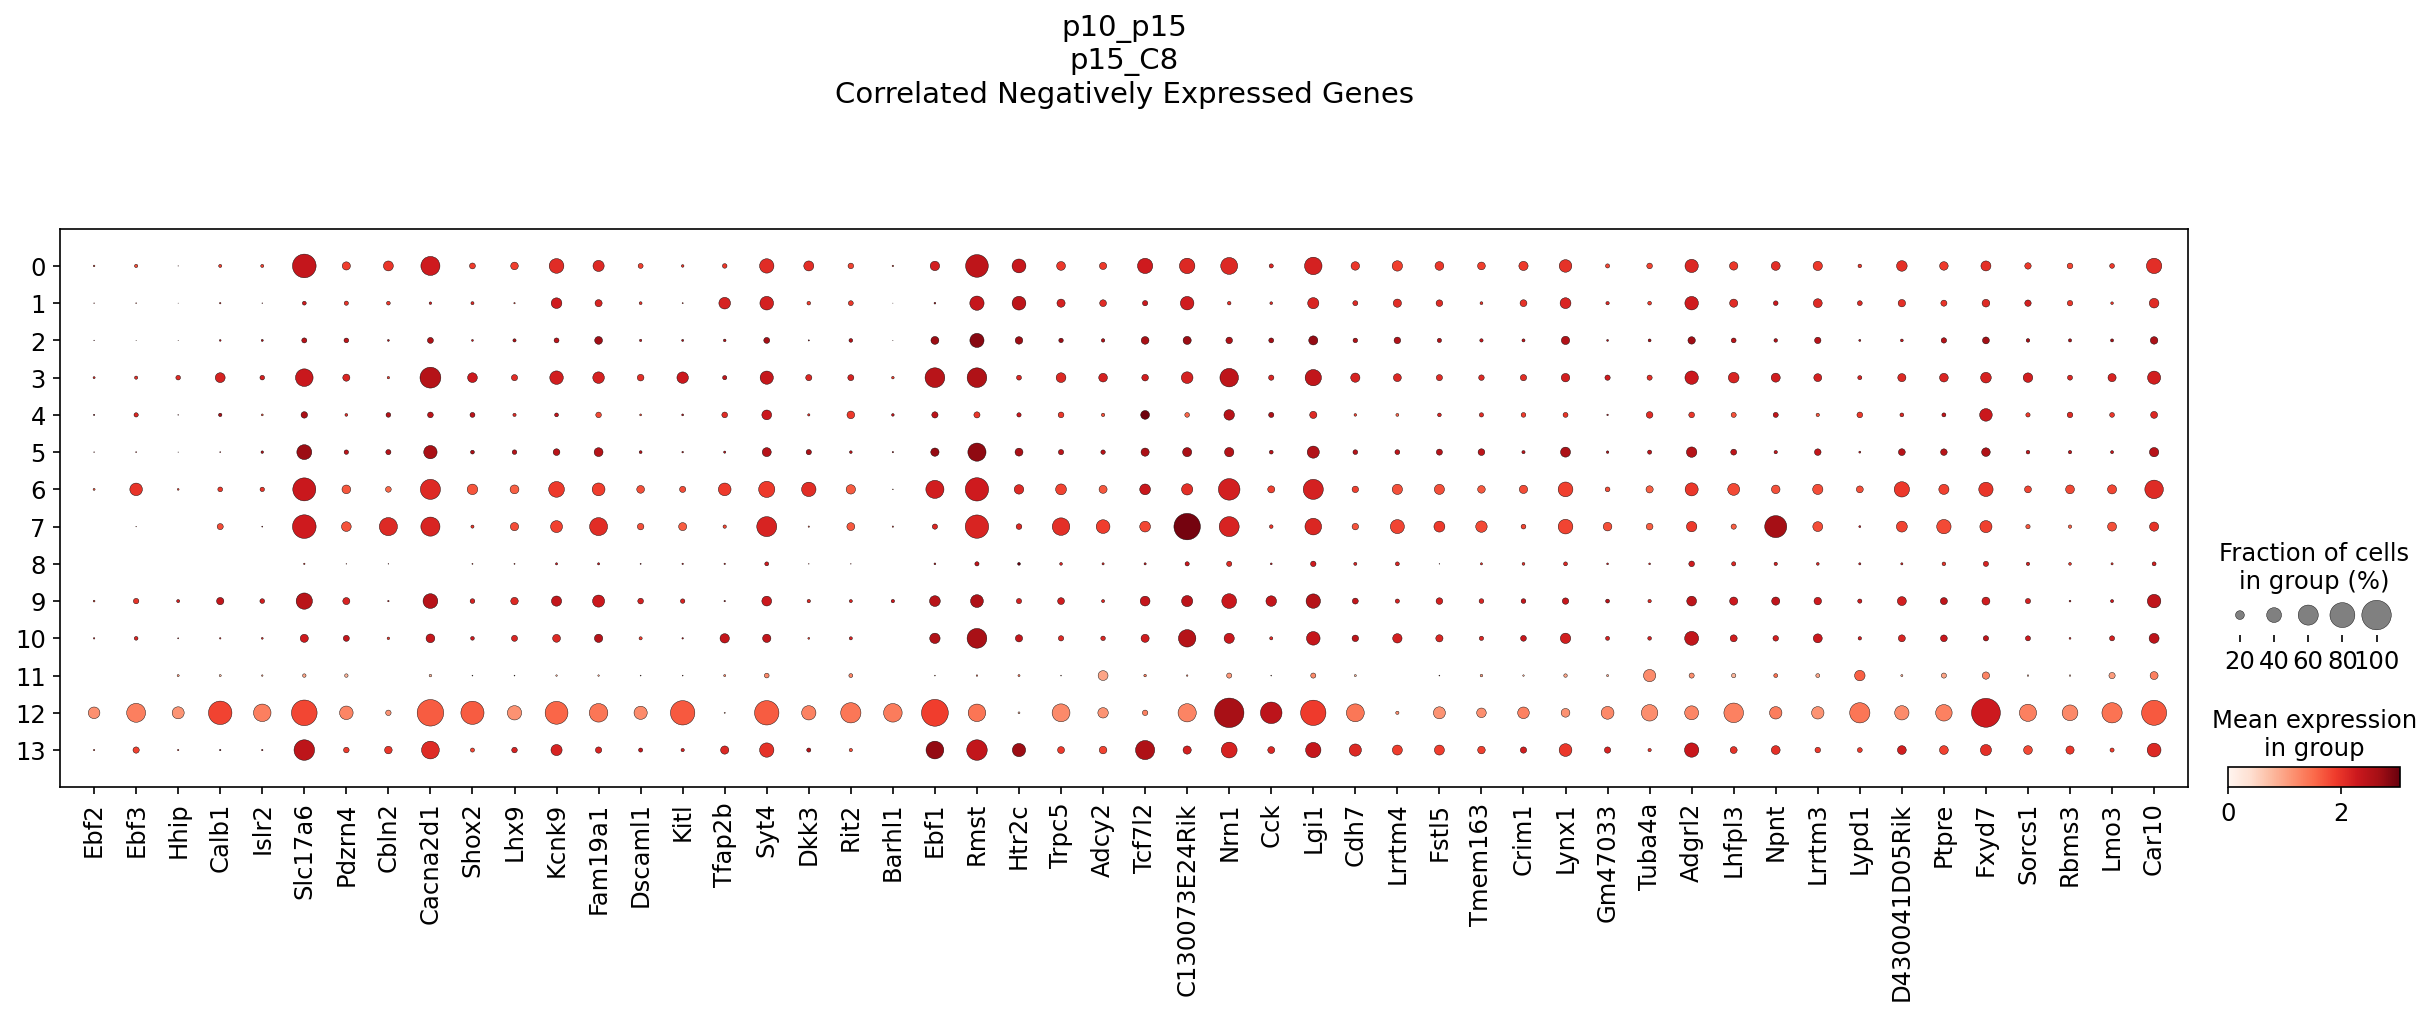 p10_p15
p15_C8
Correlated Negatively Expressed Genes
0
1
2
3
4
5
6
7
8
9
10
11
12
13
Ebf2
Ebf3
Hhip
Calb1
Islr2
Slc17a6
Pdzrn4
Cbln2
Cacna2d1
Shox2
Lhx9
Kcnk9
Fam19a1
Dscaml1
Kitl
Tfap2b
Syt4
Dkk3
Rit2
Barhl1
Ebf1
Rmst
Htr2c
Trpc5
Adcy2
Tcf7l2
C130073E24Rik
Nrn1
Cck
Lgi1
Cdh7
Lrrtm4
Fstl5
Tmem163
Crim1
Lynx1
Gm47033
Tuba4a
Adgrl2
Lhfpl3
Npnt
Lrrtm3
Lypd1
D430041D05Rik
Ptpre
Fxyd7
Sorcs1
Rbms3
Lmo3
Car10
Fraction of cells
in group (%)
20 40 60 80 100
Mean expression
in group
0 2